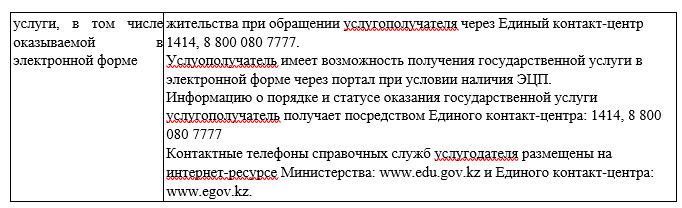 услуги, в том числе
оказываемой в
электронной форме
жительства при обращении услугополучателя через Единый контакт-центр
1414, 8 800 080 7777.
Услуополучатель имеет возможность получения государственной услуги в
электронной форме через портал при условии наличия ЭЦП.
Информацию о порядке и статусе оказания государственной услуги
услугополучатель получает посредством Единого контакт-центра: 1414, 8 800
080 7777
Контактные телефоны справочных служб услугодателя размещены на
интернет-ресурсе Министерства: www.edu.gov.kz и Единого контакт-центра:
www.egov.kz.